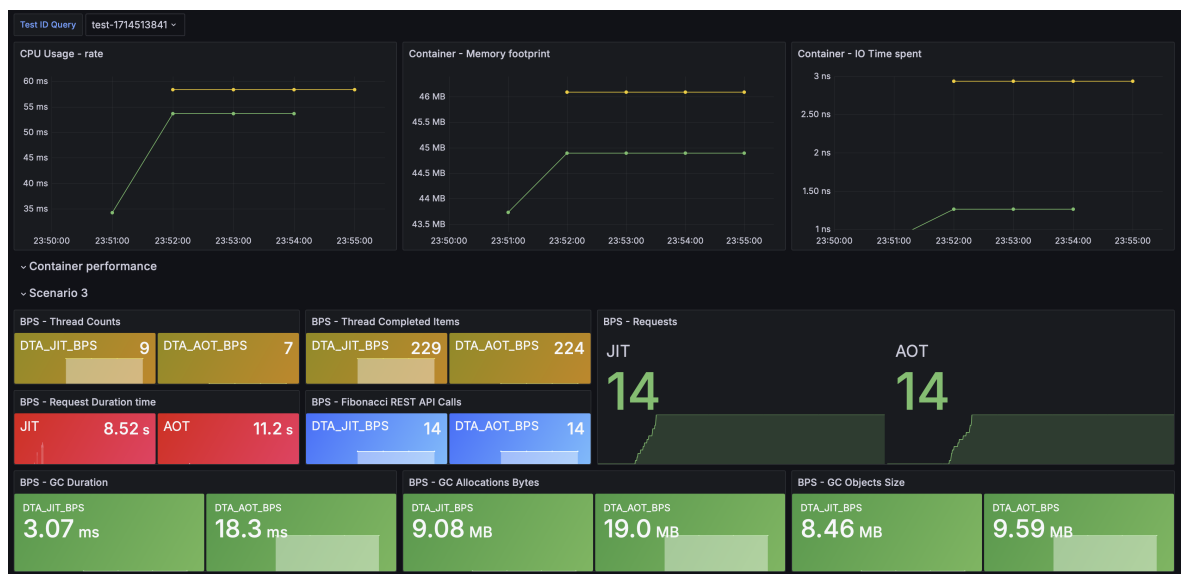 Test ID Query test-1714513841
CPU Usage - rate
60 ms
55 ms
50 ms
45 ms
40 ms
35 ms
23:50:00 23:51:00 23:52:00 23:53:00 23:54:00 23:55:00
Container - Memory footprint
46 MB
45.5 MB
45 MB
44.5 MB
44 MB
43.5 MB
23:50:00 23:51:00 23:52:00 23:53:00 23:54:00 23:55:00
Container - IO Time spent
3 ns
2.50 ns
2 ns
1.50 ns
1 ns
23:50:00 23:51:00 23:52:00 23:53:00 23:54:00 23:55:00
Container performance
Scenario 3
BPS - Thread Counts
DTA_JIT_BPS 9 DTA_AOT_BPS 7
BPS - Thread Completed Items
DTA_JIT_BPS 229 DTA_AOT_BPS 224
BPS - Requests
JIT AOT
14 14
BPS - Request Duration time
JIT 8.52 s AOT 11.2 s
BPS - Fibonacci REST API Calls
DTA_JIT_BPS 14 DTA_AOT_BPS 14
BPS - GC Duration
DTA_JIT_BPS DTA_AOT_BPS
3.07 ms 18.3 ms
BPS - GC Allocations Bytes
DTA_JIT_BPS DTA_AOT_BPS
9.08 MB 19.0 MB
BPS - GC Objects Size
DTA_JIT_BPS DTA_AOT_BPS
8.46 MB 9.59 MB